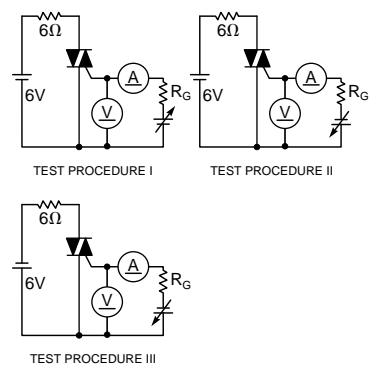 6Ω
6V
A
V
RG
TEST PROCEDURE I
6Ω
6V
A
V
RG
TEST PROCEDURE II
6Ω
6V
A
V
RG
TEST PROCEDURE III